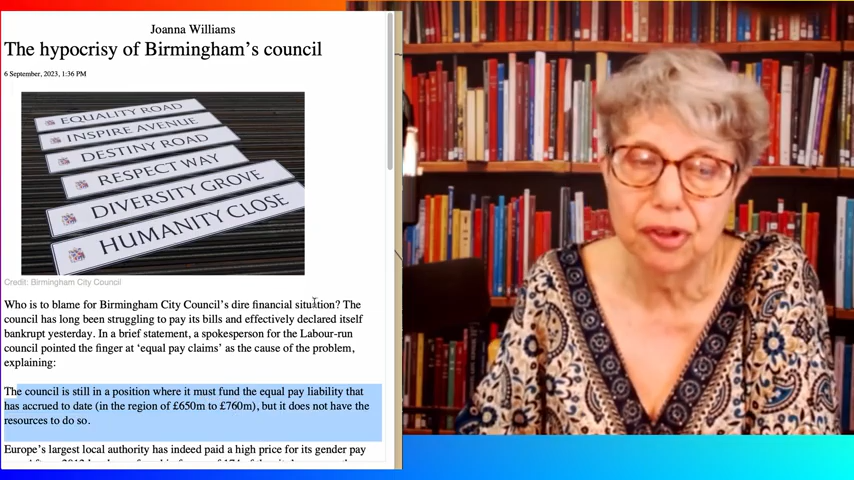 Joanna Williams
The hypocrisy of Birmingham's council
6 September, 2023, 1:36 PM
EQUALITY ROAD
INSPIRE AVENUE
DESTINY ROAD
RESPECT WAY
DIVERSITY GROVE
HUMANITY CLOSE
Credit: Birmingham City Council
Who is to blame for Birmingham City Council's dire financial situation? The
council has long been struggling to pay its bills and effectively declared itself
bankrupt yesterday. In a brief statement, a spokesperson for the Labour-run
council pointed the finger at 'equal pay claims' as the cause of the problem,
explaining:
The council is still in a position where it must fund the equal pay liability that
has accrued to date (in the region of £650m to £760m), but it does not have the
resources to do so.
Europe's largest local authority has indeed paid a high price for its gender pay